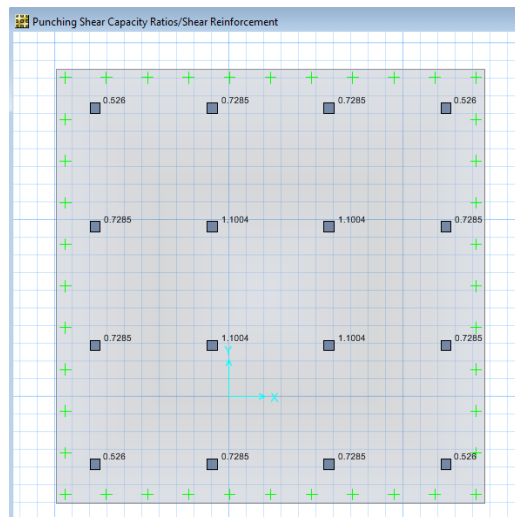 Punching Shear Capacity Ratios/Shear Reinforcement
0.526 0.7285 0.7285 0.526
0.7285 1.1004 1.1004 0.7285
0.7285 1.1004 1.1004 0.7285
Y
X
0.526 0.7285 0.7285 0.526